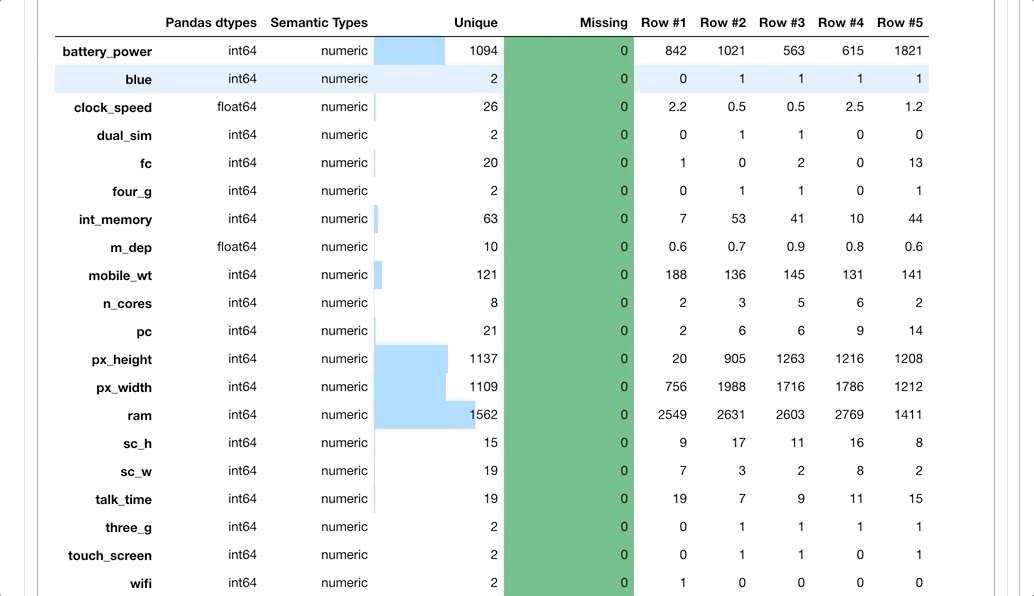 Pandas dtypes Semantic Types Unique Missing Row #1 Row #2 Row #3 Row #4 Row #5
battery_power int64 numeric 1094 0 842 1021 563 615 1821
blue int64 numeric 2 0 0 1 1 1 1
clock_speed float64 numeric 26 0 2.2 0.5 0.5 2.5 1.2
dual_sim int64 numeric 2 0 0 1 1 0 0
fc int64 numeric 20 0 1 0 2 0 13
four_g int64 numeric 2 0 0 1 1 0 1
int_memory int64 numeric 63 0 7 53 41 10 44
m_dep float64 numeric 10 0 0.6 0.7 0.9 0.8 0.6
mobile_wt int64 numeric 121 0 188 136 145 131 141
n_cores int64 numeric 8 0 2 3 5 6 2
pc int64 numeric 21 0 2 6 6 9 14
px_height int64 numeric 1137 0 20 905 1263 1216 1208
px_width int64 numeric 1109 0 756 1988 1716 1786 1212
ram int64 numeric 1562 0 2549 2631 2603 2769 1411
sc_h int64 numeric 15 0 9 17 11 16 8
sc_w int64 numeric 19 0 7 3 2 8 2
talk_time int64 numeric 19 0 19 7 9 11 15
three_g int64 numeric 2 0 0 1 1 1 1
touch_screen int64 numeric 2 0 0 1 1 0 1
wifi int64 numeric 2 0 1 0 0 0 0